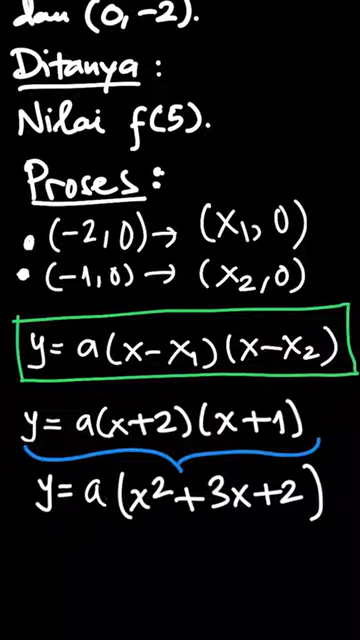 dan (0, -2).
Ditanya :
Nilai f(5).
Proses :
• (-2, 0) → (x₁, 0)
• (-1, 0) → (x₂, 0)
y = a(x - x₁)(x - x₂)
y = a(x+2)(x+1)
y = a(x² + 3x + 2)